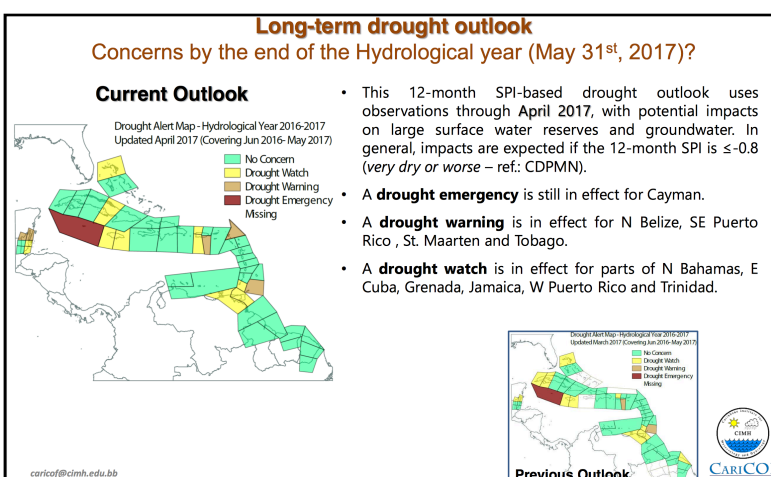 Long-term drought outlook
Concerns by the end of the Hydrological year (May 31st, 2017)?
Current Outlook
Drought Alert Map - Hydrological Year 2016-2017
Updated April 2017 (Covering Jun 2016- May 2017)
No Concern
Drought Watch
Drought Warning
Drought Emergency
Missing
• This 12-month SPI-based drought outlook uses
observations through April 2017, with potential impacts
on large surface water reserves and groundwater. In
general, impacts are expected if the 12-month SPI is ≤-0.8
(very dry or worse – ref.: CDPMN).
• A drought emergency is still in effect for Cayman.
• A drought warning is in effect for N Belize, SE Puerto
Rico , St. Maarten and Tobago.
• A drought watch is in effect for parts of N Bahamas, E
Cuba, Grenada, Jamaica, W Puerto Rico and Trinidad.
Drought Alert Map - Hydrological Year 2016-2017
Updated March 2017 (Covering Jun 2016- May 2017)
No Concern
Drought Watch
Drought Warning
Drought Emergency
Missing
Previous Outlook
CIMH
CARICO
caricof@cimh.edu.bb